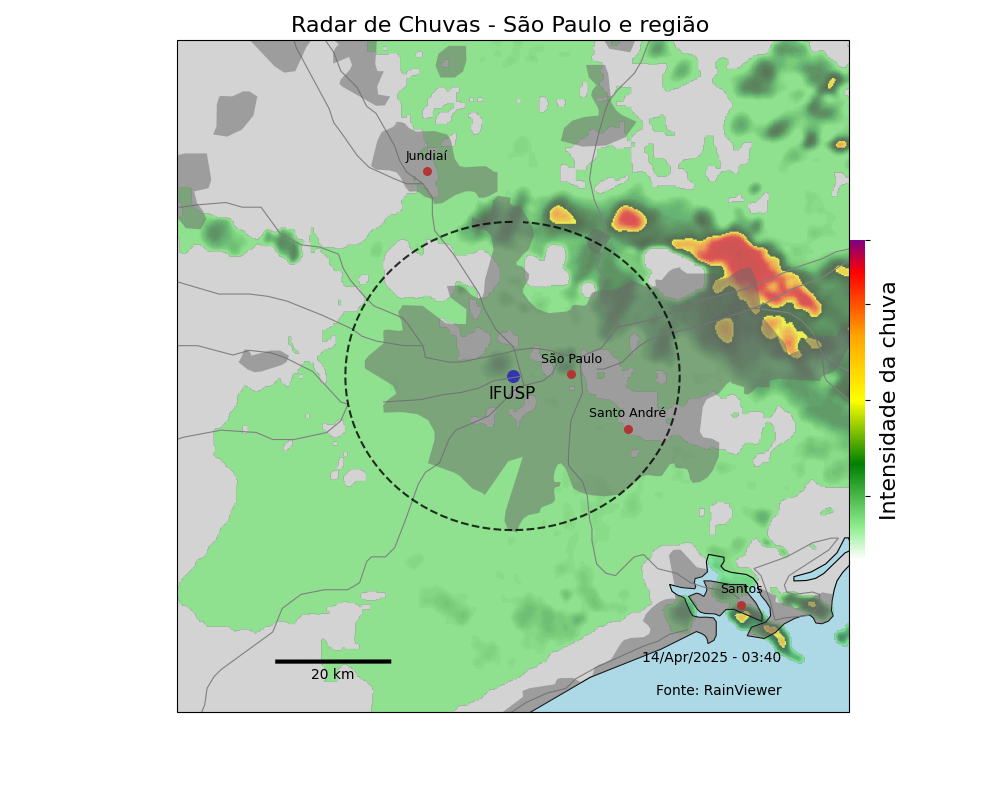 Radar de Chuvas - São Paulo e região
Jundiaí
São Paulo
IFUSP
Santo André
Intensidade da chuva
Santos
14/Apr/2025 - 03:40
20 km
Fonte: RainViewer